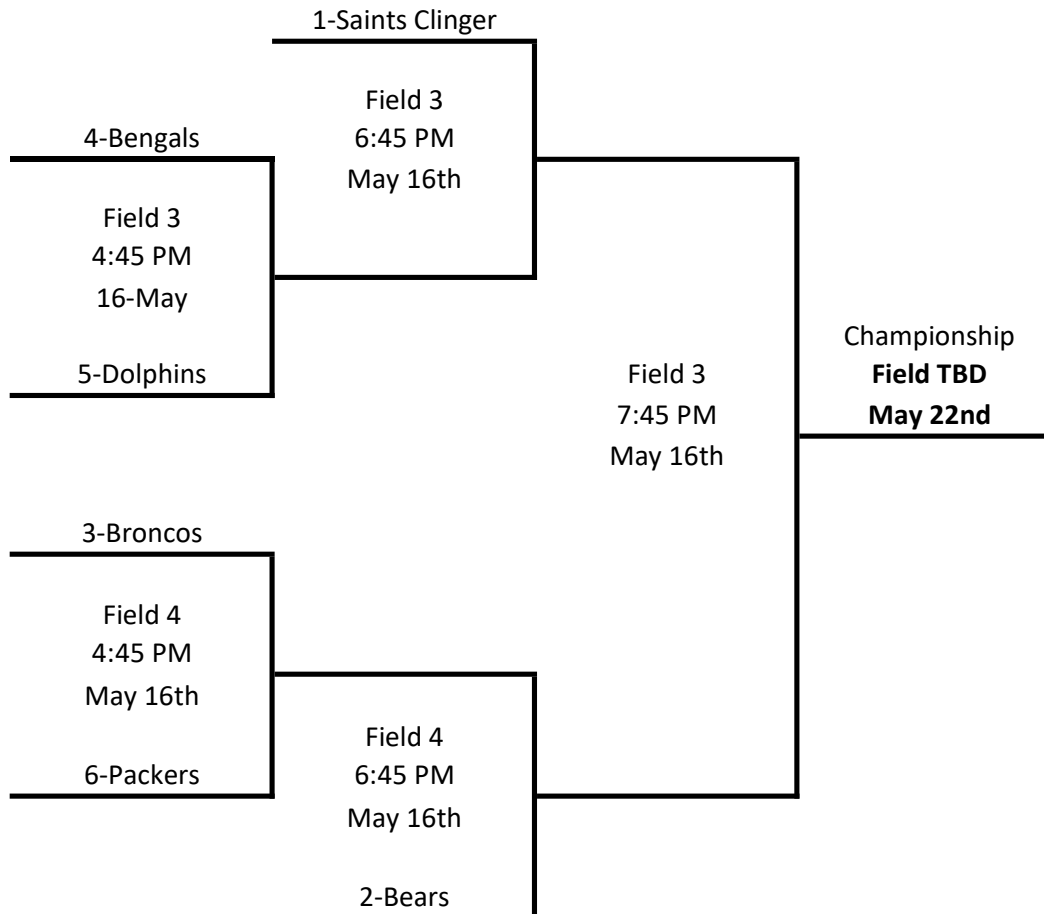 1-Saints Clinger
Field 3
6:45 PM
May 16th
4-Bengals
Field 3
4:45 PM
16-May
5-Dolphins
Field 3
7:45 PM
May 16th
Championship
Field TBD
May 22nd
3-Broncos
Field 4
4:45 PM
May 16th
6-Packers
Field 4
6:45 PM
May 16th
2-Bears